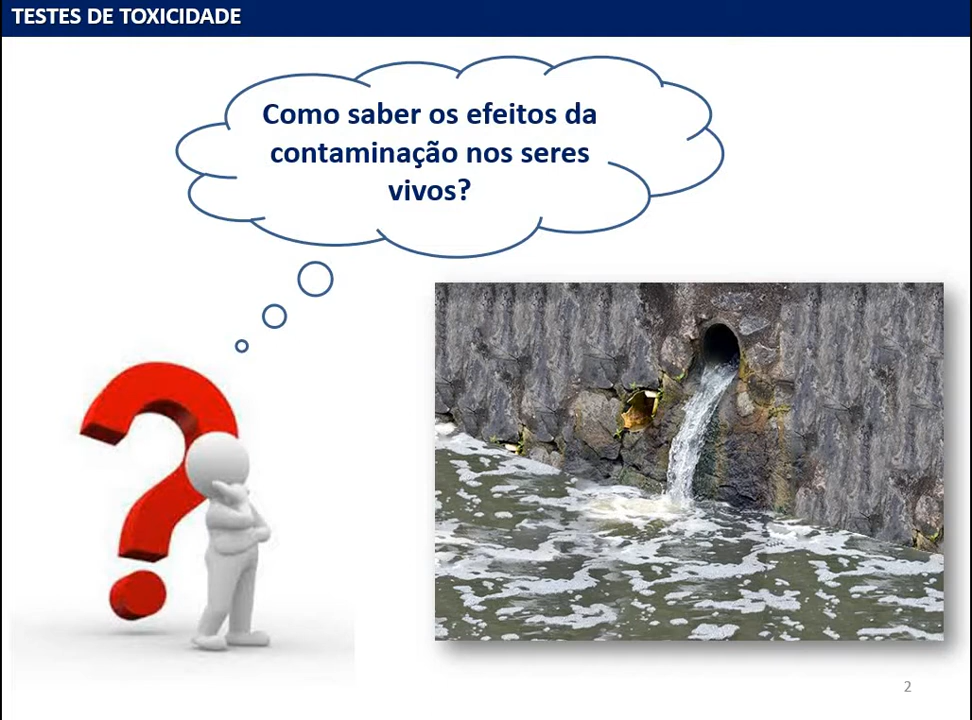 TESTES DE TOXICIDADE
Como saber os efeitos da
contaminação nos seres
vivos?
2